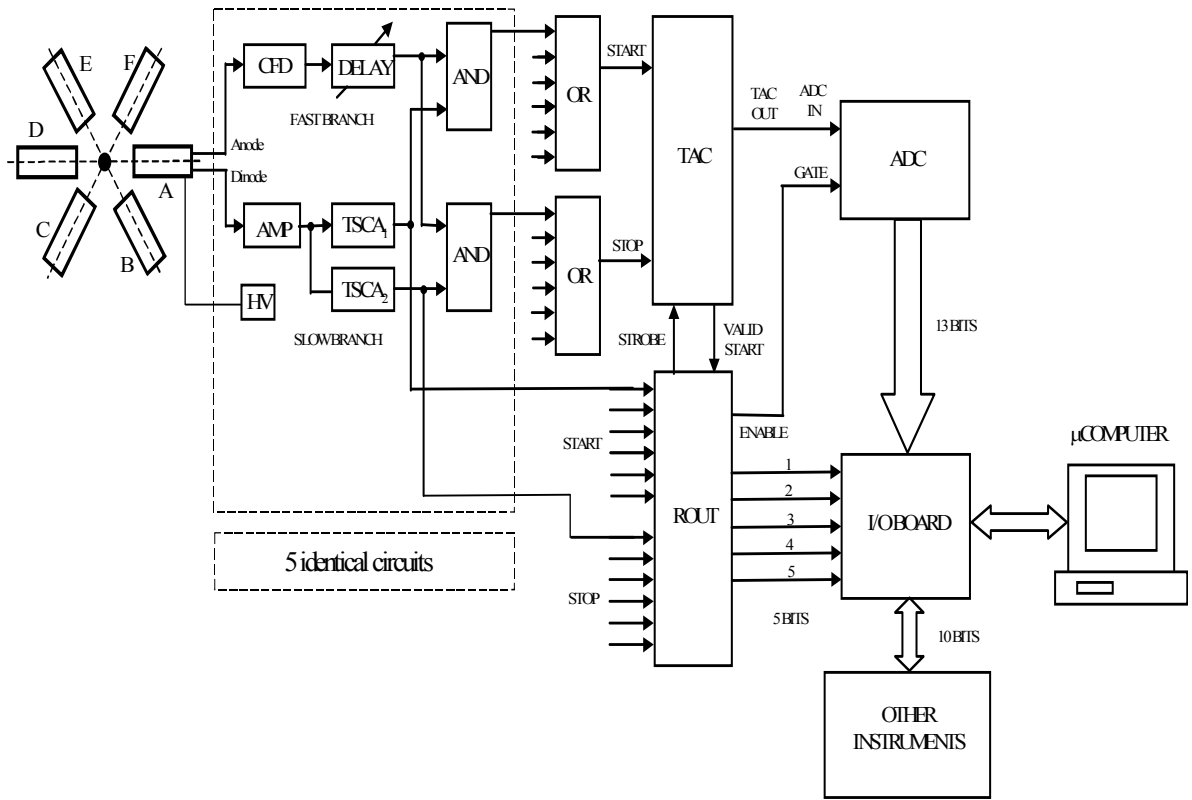 E
F
D
A
C
B
Anode
Dinode
CFD
DELAY
FAST BRANCH
AND
AMP
TSCA1
TSCA2
AND
HV
SLOW BRANCH
5 identical circuits
OR
START
OR
STOP
TAC
TAC
OUT
ADC
IN
GATE
ADC
STROBE
VALID
START
13 BITS
START
STOP
ROUT
ENABLE
1
2
3
4
5
5 BITS
I/O BOARD
µCOMPUTER
10 BITS
OTHER
INSTRUMENTS